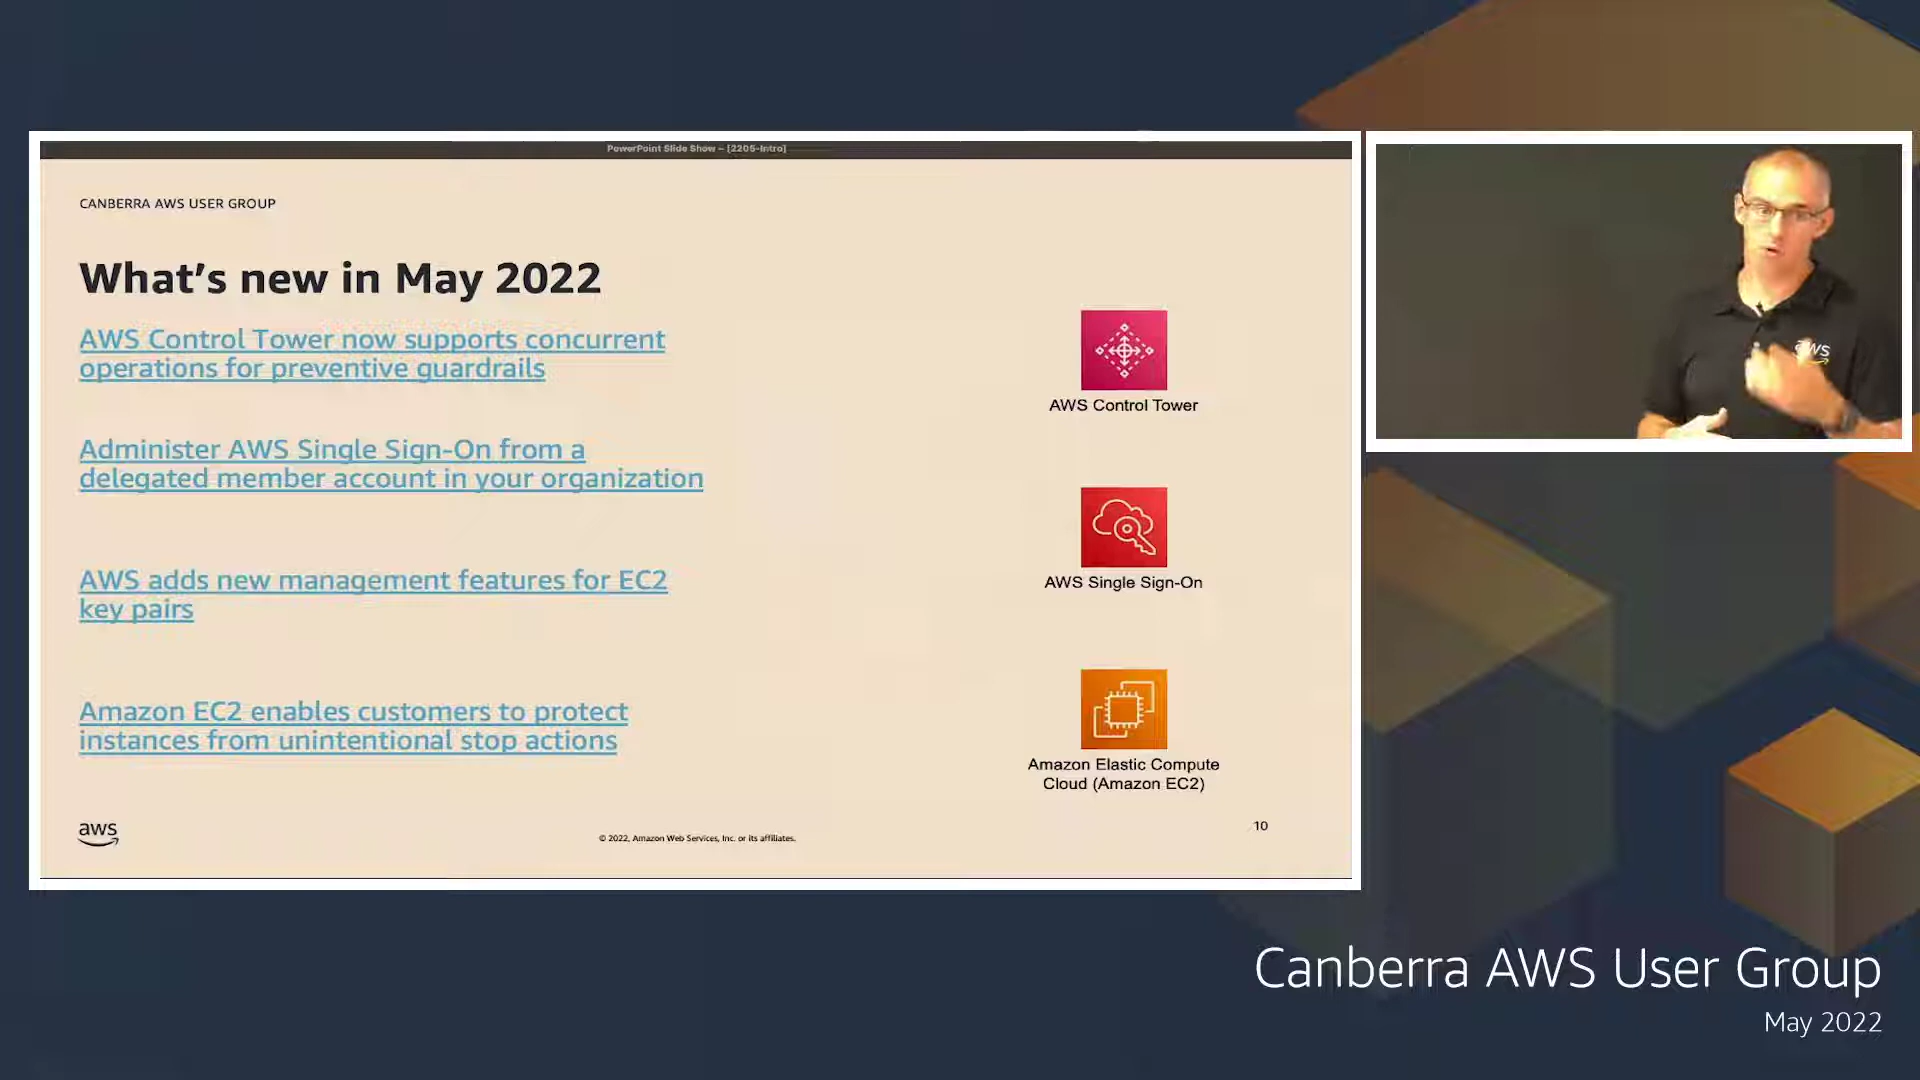 PowerPoint Slide Show – [2205-Intro]
CANBERRA AWS USER GROUP
What's new in May 2022
AWS Control Tower now supports concurrent
operations for preventive guardrails
Administer AWS Single Sign-On from a
delegated member account in your organization
AWS adds new management features for EC2
key pairs
Amazon EC2 enables customers to protect
instances from unintentional stop actions
AWS Control Tower
AWS Single Sign-On
Amazon Elastic Compute
Cloud (Amazon EC2)
aws
© 2022, Amazon Web Services, Inc. or its affiliates.
10
aws
Canberra AWS User Group
May 2022